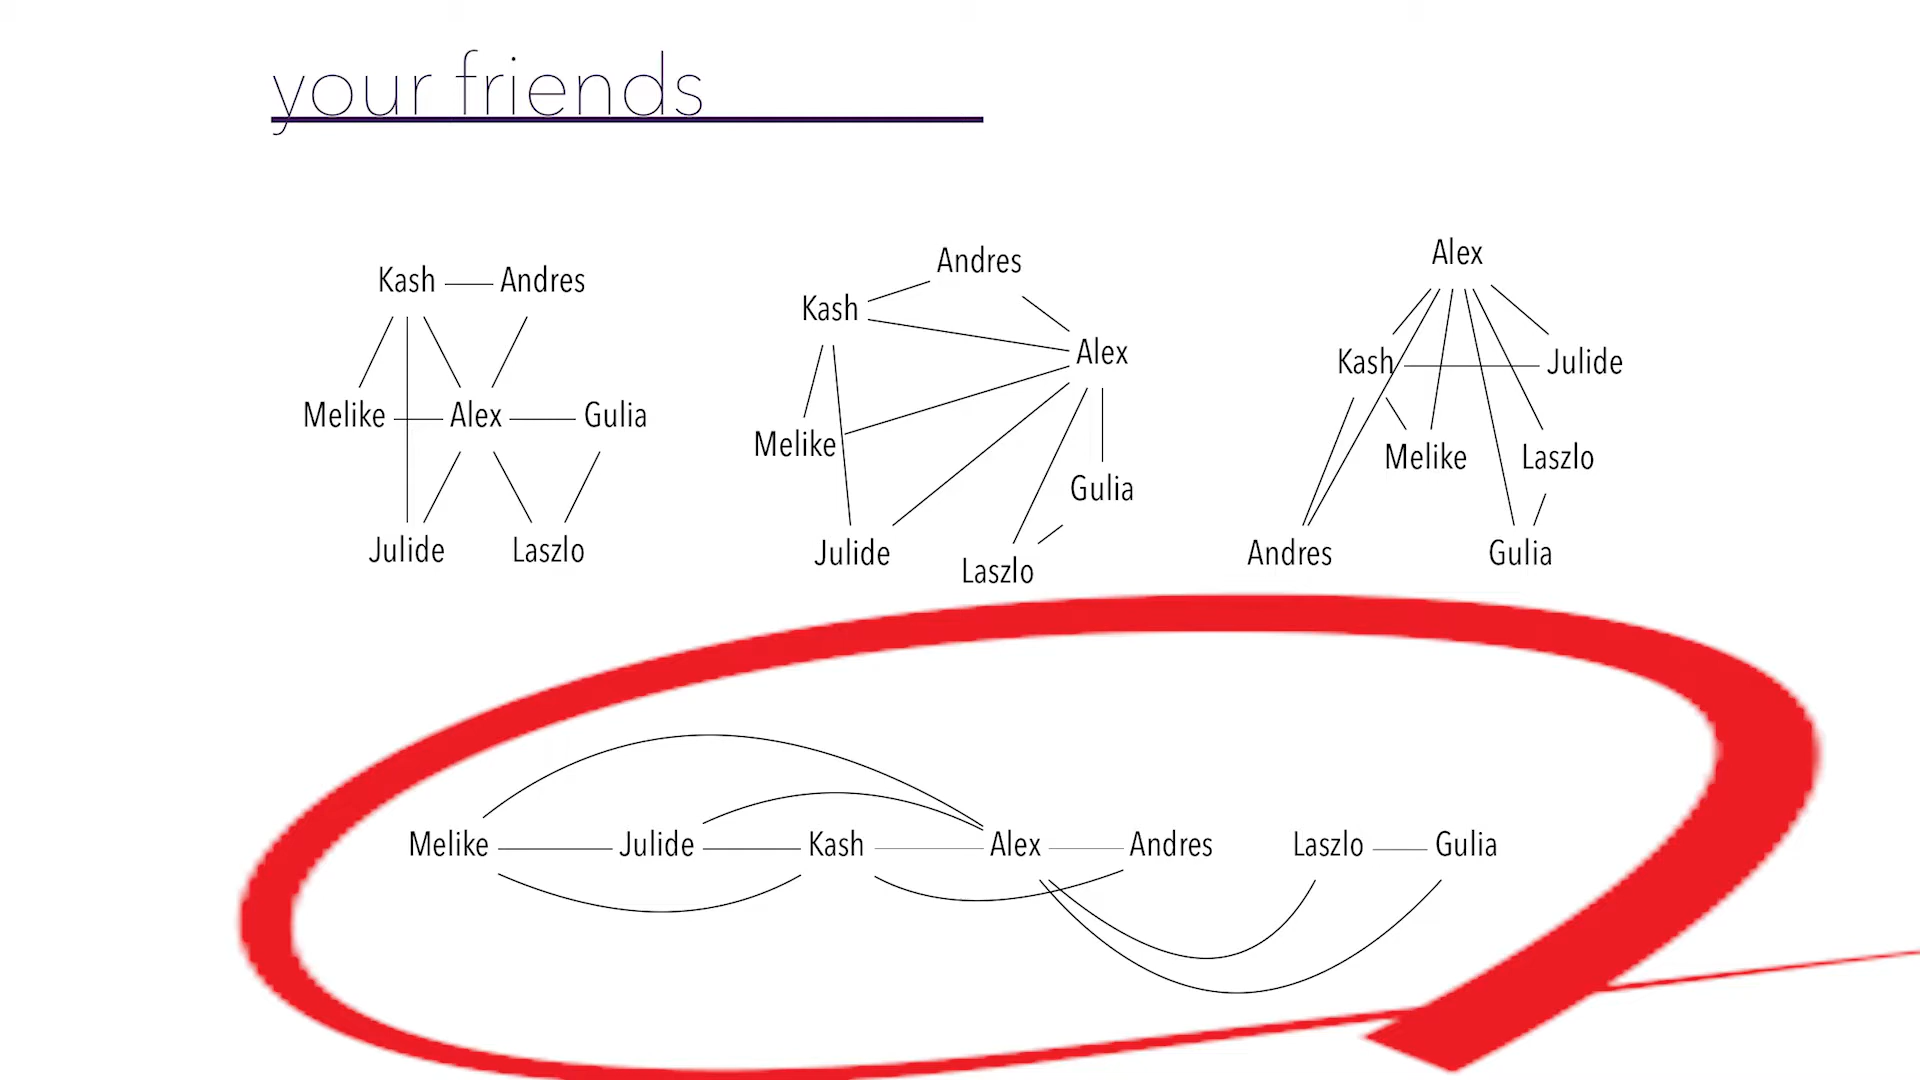 your friends
Kash Andres
Melike Alex Gulia
Julide Laszlo
Andres
Kash
Alex
Melike
Gulia
Julide
Laszlo
Alex
Kash Julide
Melike Laszlo
Andres Gulia
Melike Julide Kash Alex Andres Laszlo Gulia